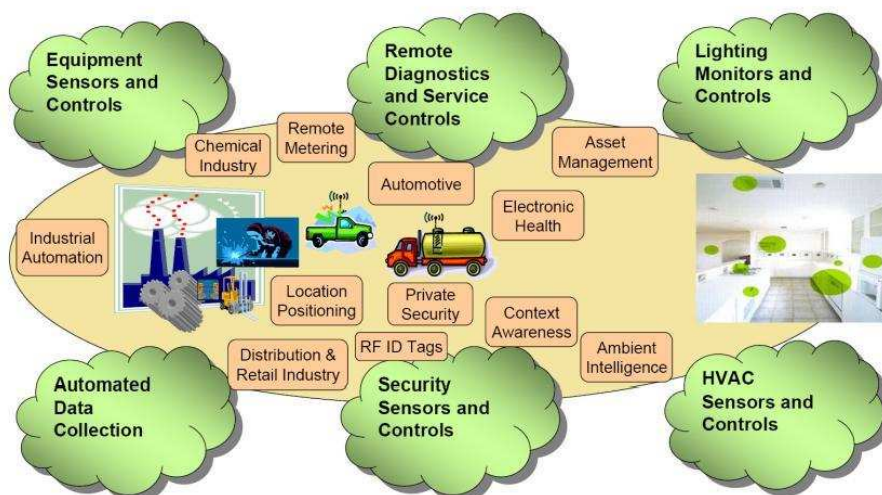 Equipment
Sensors and
Controls
Remote
Diagnostics
and Service
Controls
Lighting
Monitors and
Controls
Chemical
Industry
Remote
Metering
Asset
Management
Automotive
Electronic
Health
Industrial
Automation
Location
Positioning
Private
Security
Context
Awareness
Distribution &
Retail Industry
RF ID Tags
Ambient
Intelligence
Automated
Data
Collection
Security
Sensors and
Controls
HVAC
Sensors and
Controls